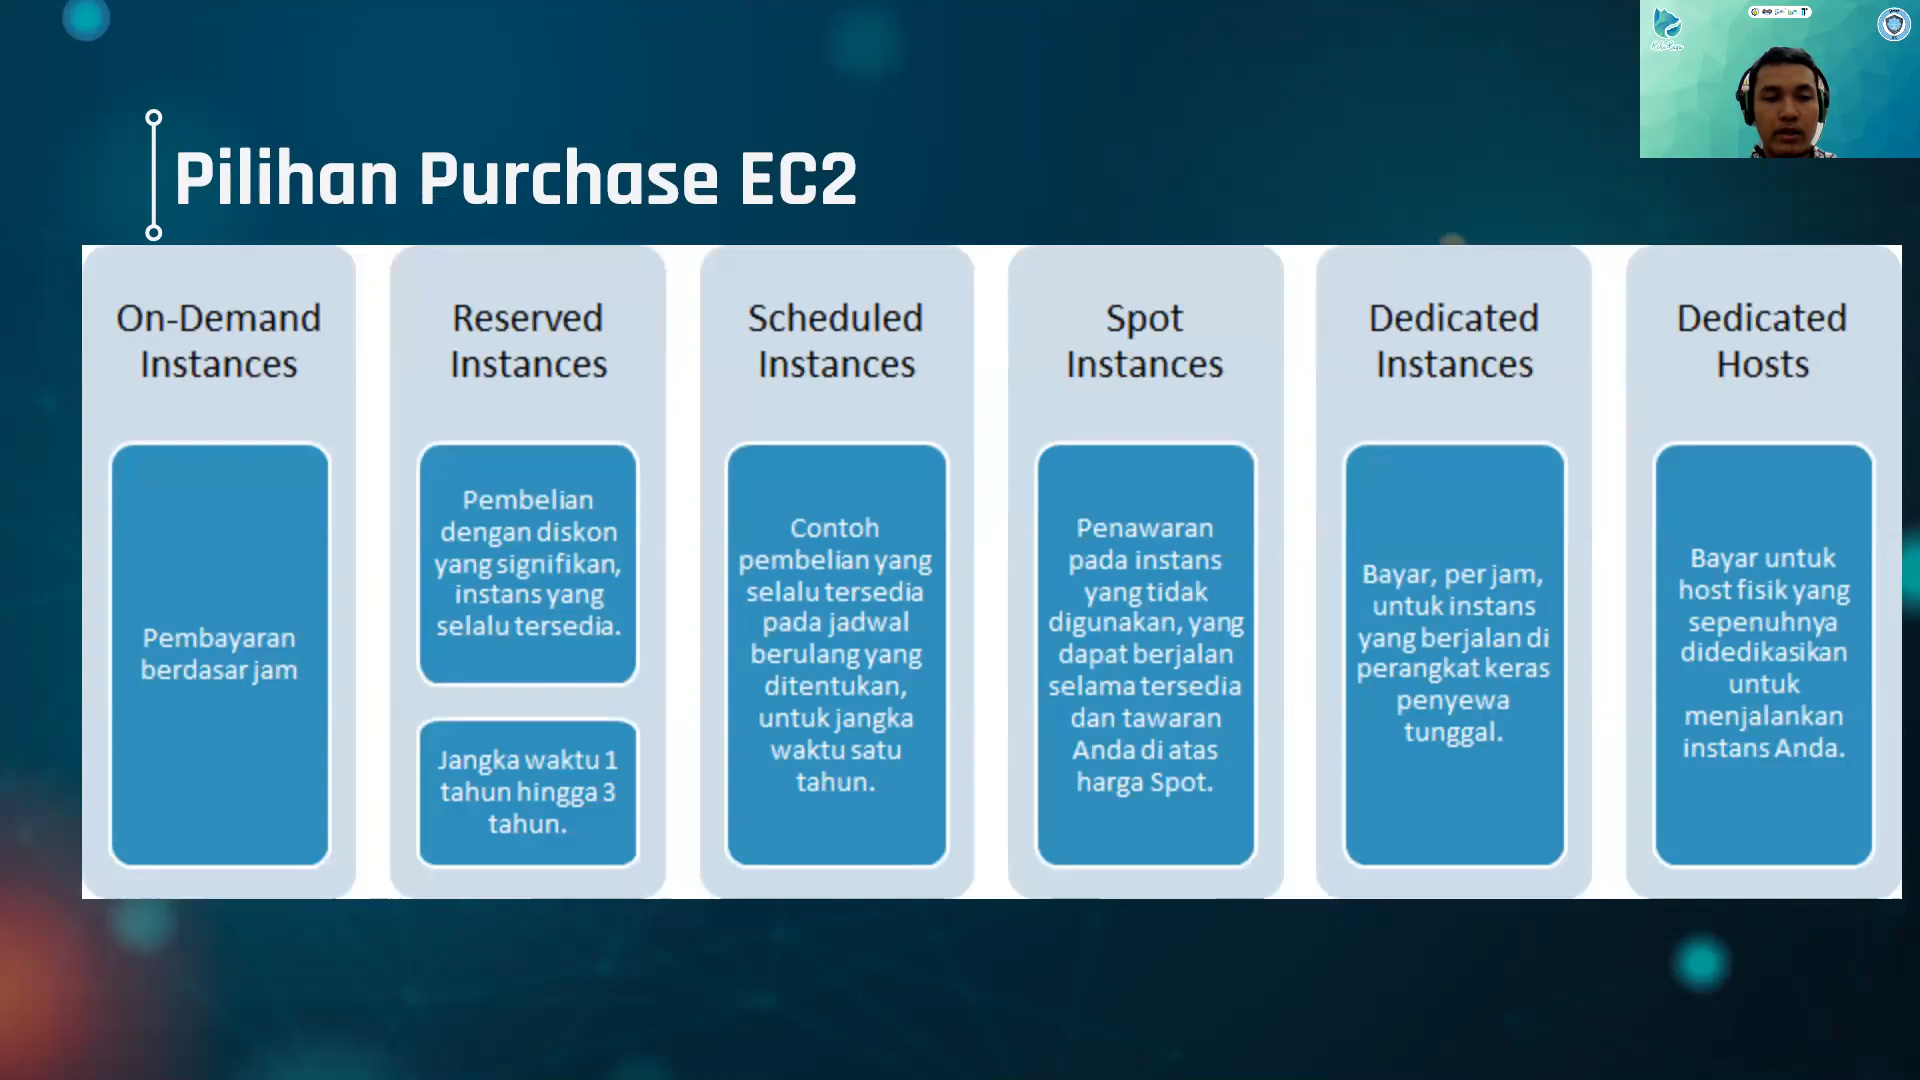 Pilihan Purchase EC2
On-Demand
Instances
Pembayaran
berdasar jam
Reserved
Instances
Pembelian
dengan diskon
yang signifikan,
instans yang
selalu tersedia.
Jangka waktu 1
tahun hingga 3
tahun.
Scheduled
Instances
Contoh
pembelian yang
selalu tersedia
pada jadwal
berulang yang
ditentukan,
untuk jangka
waktu satu
tahun.
Spot
Instances
Penawaran
pada instans
yang tidak
digunakan, yang
dapat berjalan
selama tersedia
dan tawaran
Anda di atas
harga Spot.
Dedicated
Instances
Bayar, per jam,
untuk instans
yang berjalan di
perangkat keras
penyewa
tunggal.
Dedicated
Hosts
Bayar untuk
host fisik yang
sepenuhnya
didedikasikan
untuk
menjalankan
instans Anda.